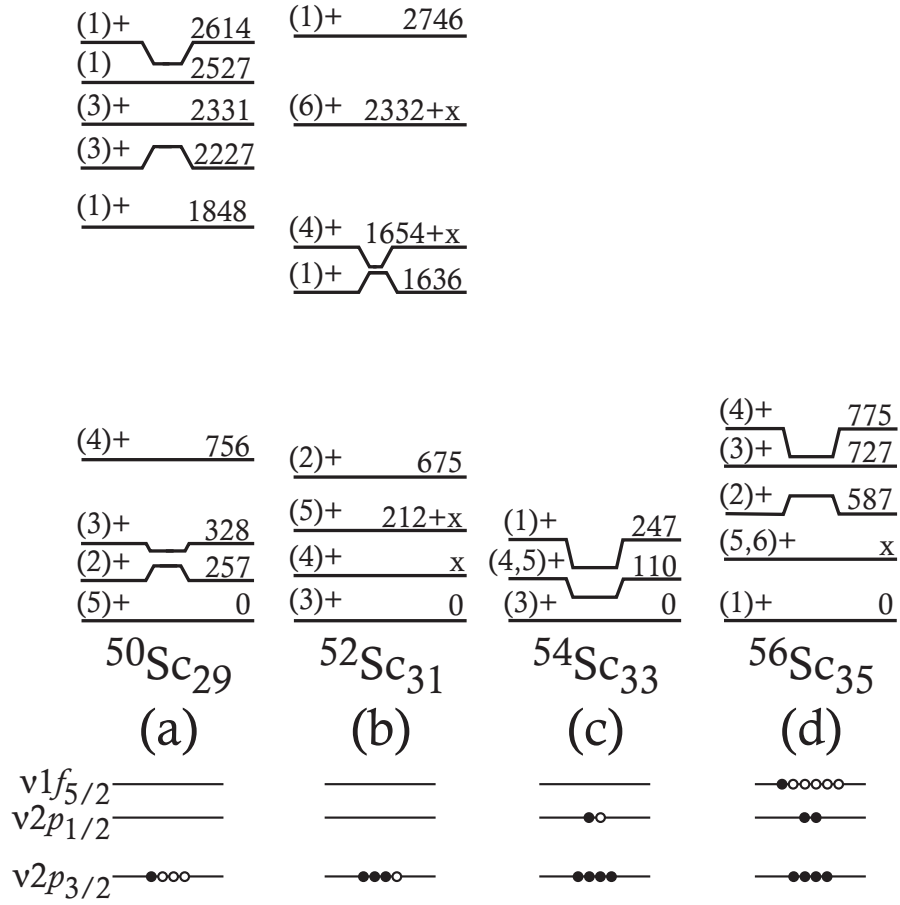 (1)+ 2614
(1) 2527
(3)+ 2331
(3)+ 2227
(1)+ 1848
(4)+ 756
(3)+ 328
(2)+ 257
(5)+ 0
50Sc29
(a)
(1)+ 2746
(6)+ 2332+x
(4)+ 1654+x
(1)+ 1636
(2)+ 675
(5)+ 212+x
(4)+ x
(3)+ 0
52Sc31
(b)
(1)+ 247
(4,5)+ 110
(3)+ 0
54Sc33
(c)
(4)+ 775
(3)+ 727
(2)+ 587
(5,6)+ x
(1)+ 0
56Sc35
(d)
ν1f5/2
ν2p1/2
ν2p3/2